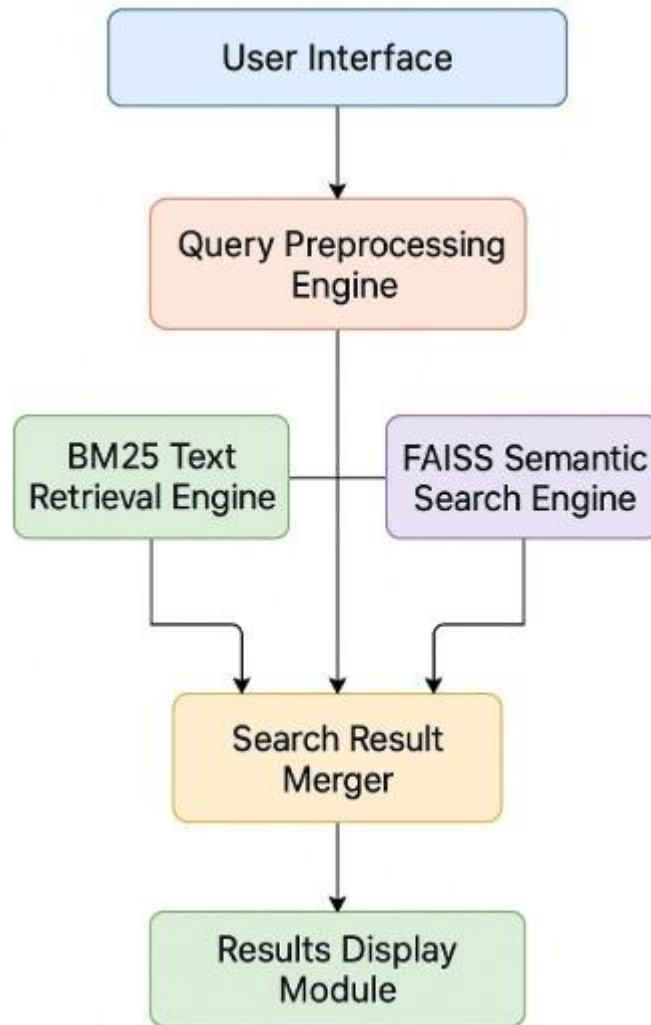 User Interface
Query Preprocessing
Engine
BM25 Text
Retrieval Engine
FAISS Semantic
Search Engine
Search Result
Merger
Results Display
Module